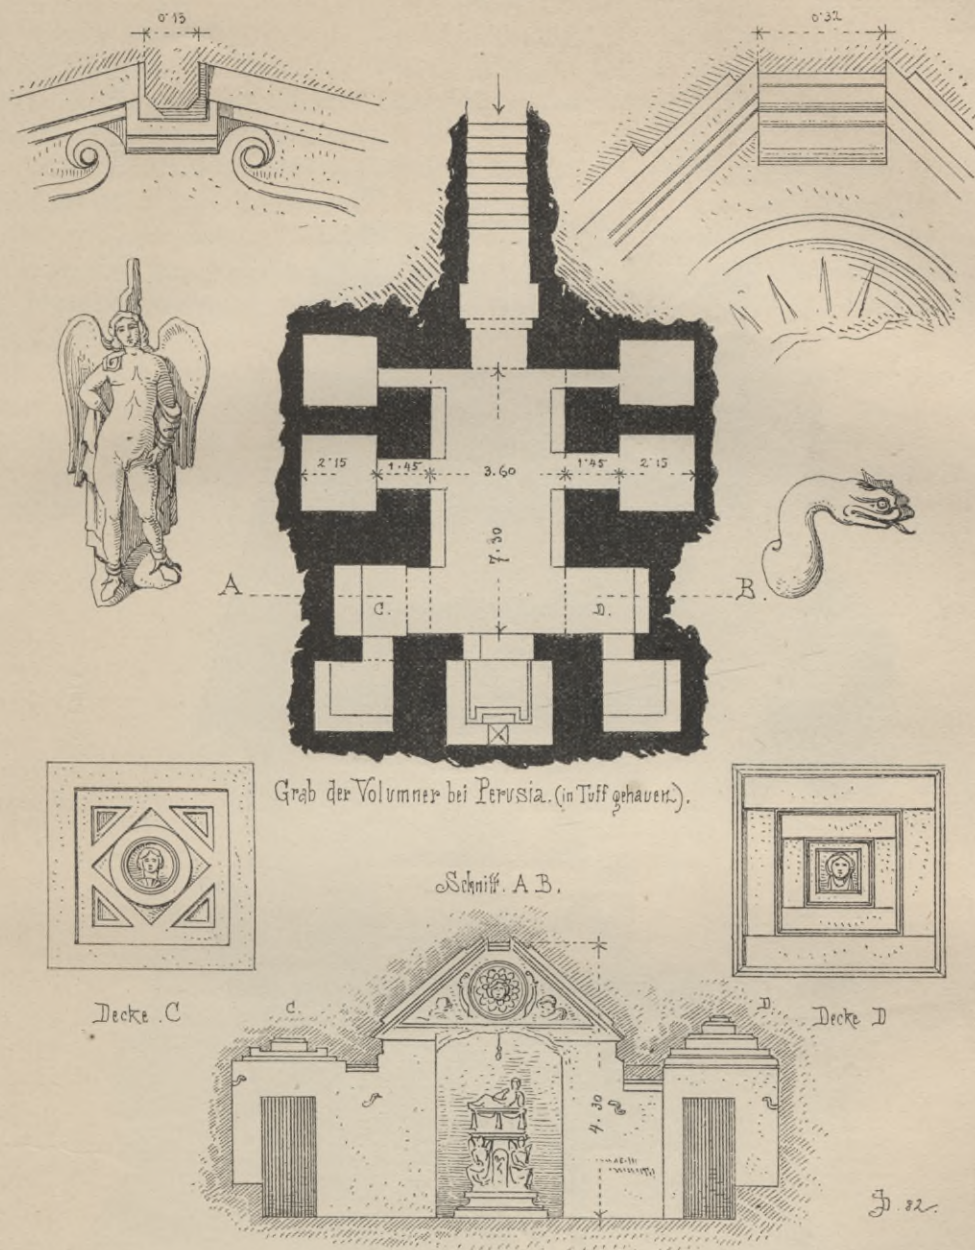 0·13
0·32
2·15
1·45
3.60
1·45
2·15
7·30
A
B.
C.
D.
Grab der Volumner bei Perusia. (in Tuff gehauen).
Schnitt. A B.
Decke . C
C.
D.
Decke D
4.30
JD. 82.